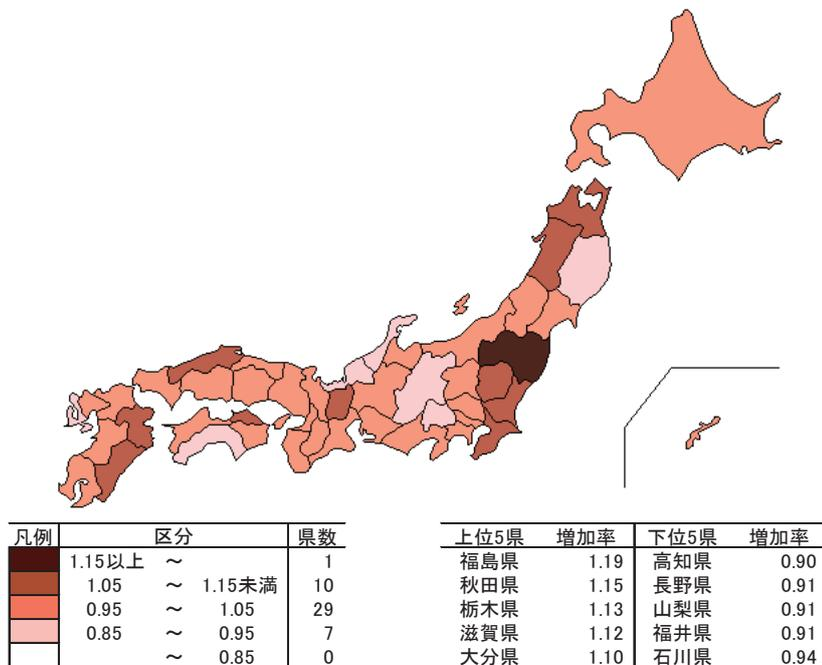 凡例 区分 県数
1.15以上 ～ 1
1.05 ～ 1.15未満 10
0.95 ～ 1.05 29
0.85 ～ 0.95 7
～ 0.85 0
上位5県 増加率 下位5県 増加率
福島県 1.19 高知県 0.90
秋田県 1.15 長野県 0.91
栃木県 1.13 山梨県 0.91
滋賀県 1.12 福井県 0.91
大分県 1.10 石川県 0.94